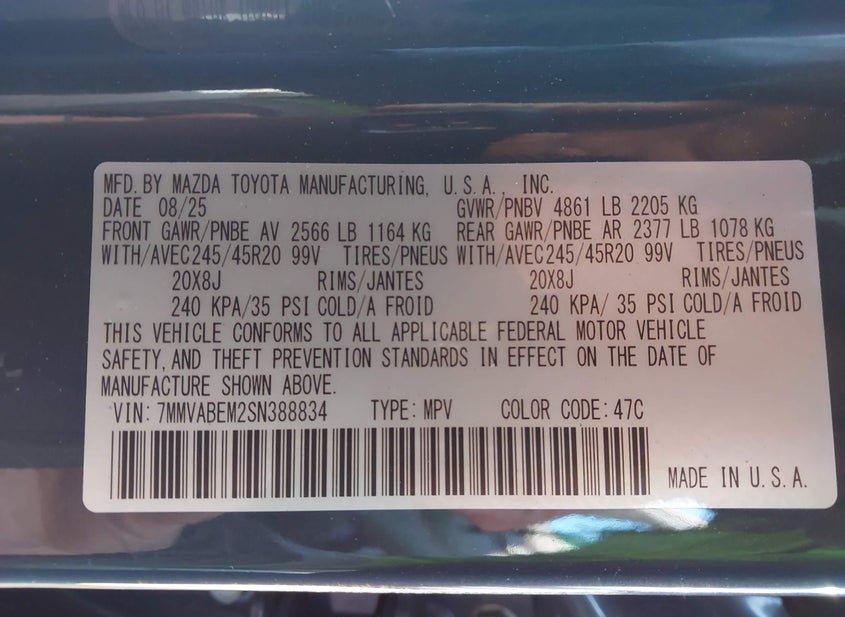 MFD. BY MAZDA TOYOTA MANUFACTURING, U.S.A., INC.
DATE 08/25 GVWR/PNBV 4861 LB 2205 KG
FRONT GAWR/PNBE AV 2566 LB 1164 KG REAR GAWR/PNBE AR 2377 LB 1078 KG
WITH/AVEC 245/45R20 99V TIRES/PNEUS WITH/AVEC 245/45R20 99V TIRES/PNEUS
20X8J RIMS/JANTES 20X8J RIMS/JANTES
240 KPA/35 PSI COLD/A FROID 240 KPA/ 35 PSI COLD/A FROID
THIS VEHICLE CONFORMS TO ALL APPLICABLE FEDERAL MOTOR VEHICLE
SAFETY, AND THEFT PREVENTION STANDARDS IN EFFECT ON THE DATE OF
MANUFACTURE SHOWN ABOVE.
VIN: 7MMVABEM2SN388834 TYPE: MPV COLOR CODE: 47C
MADE IN U.S.A.